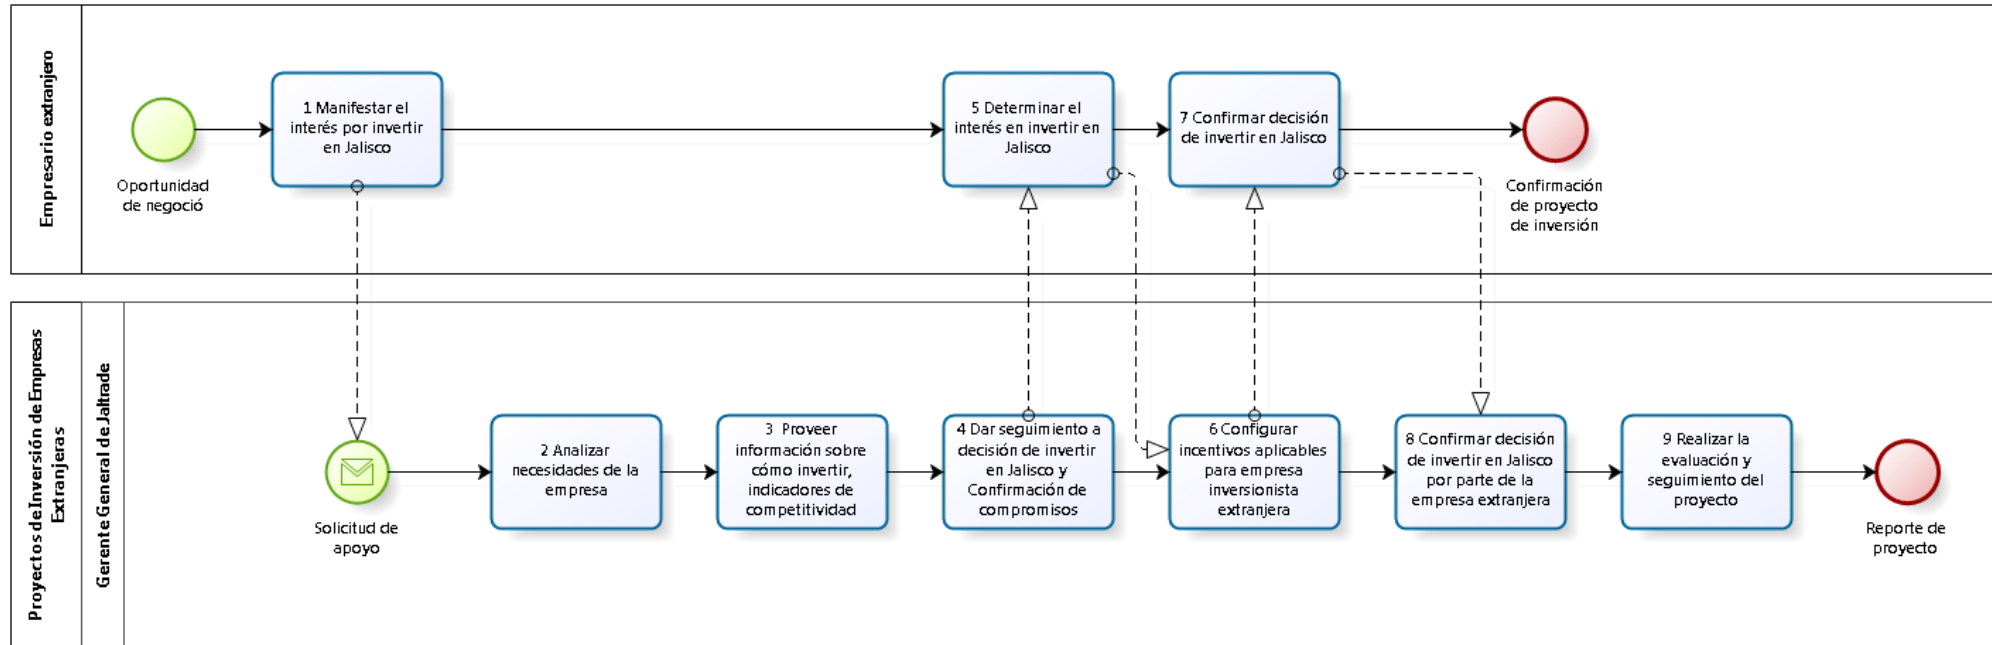 Empresario extranjero
Oportunidad
de negoció
1 Manifestar el
interés por invertir
en Jalisco
5 Determinar el
interés en invertir en
Jalisco
7 Confirmar decisión
de invertir en Jalisco
Confirmación
de proyecto
de inversión
Proyectos de Inversión de Empresas
Extranjeras
Gerente General de Jaltrade
Solicitud de
apoyo
2 Analizar
necesidades de la
empresa
3 Proveer
información sobre
cómo invertir,
indicadores de
competitividad
4 Dar seguimiento a
decisión de invertir
en Jalisco y
Confirmación de
compromisos
6 Configurar
incentivos aplicables
para empresa
inversionista
extranjera
8 Confirmar decisión
de invertir en Jalisco
por parte de la
empresa extranjera
9 Realizar la
evaluación y
seguimiento del
proyecto
Reporte de
proyecto